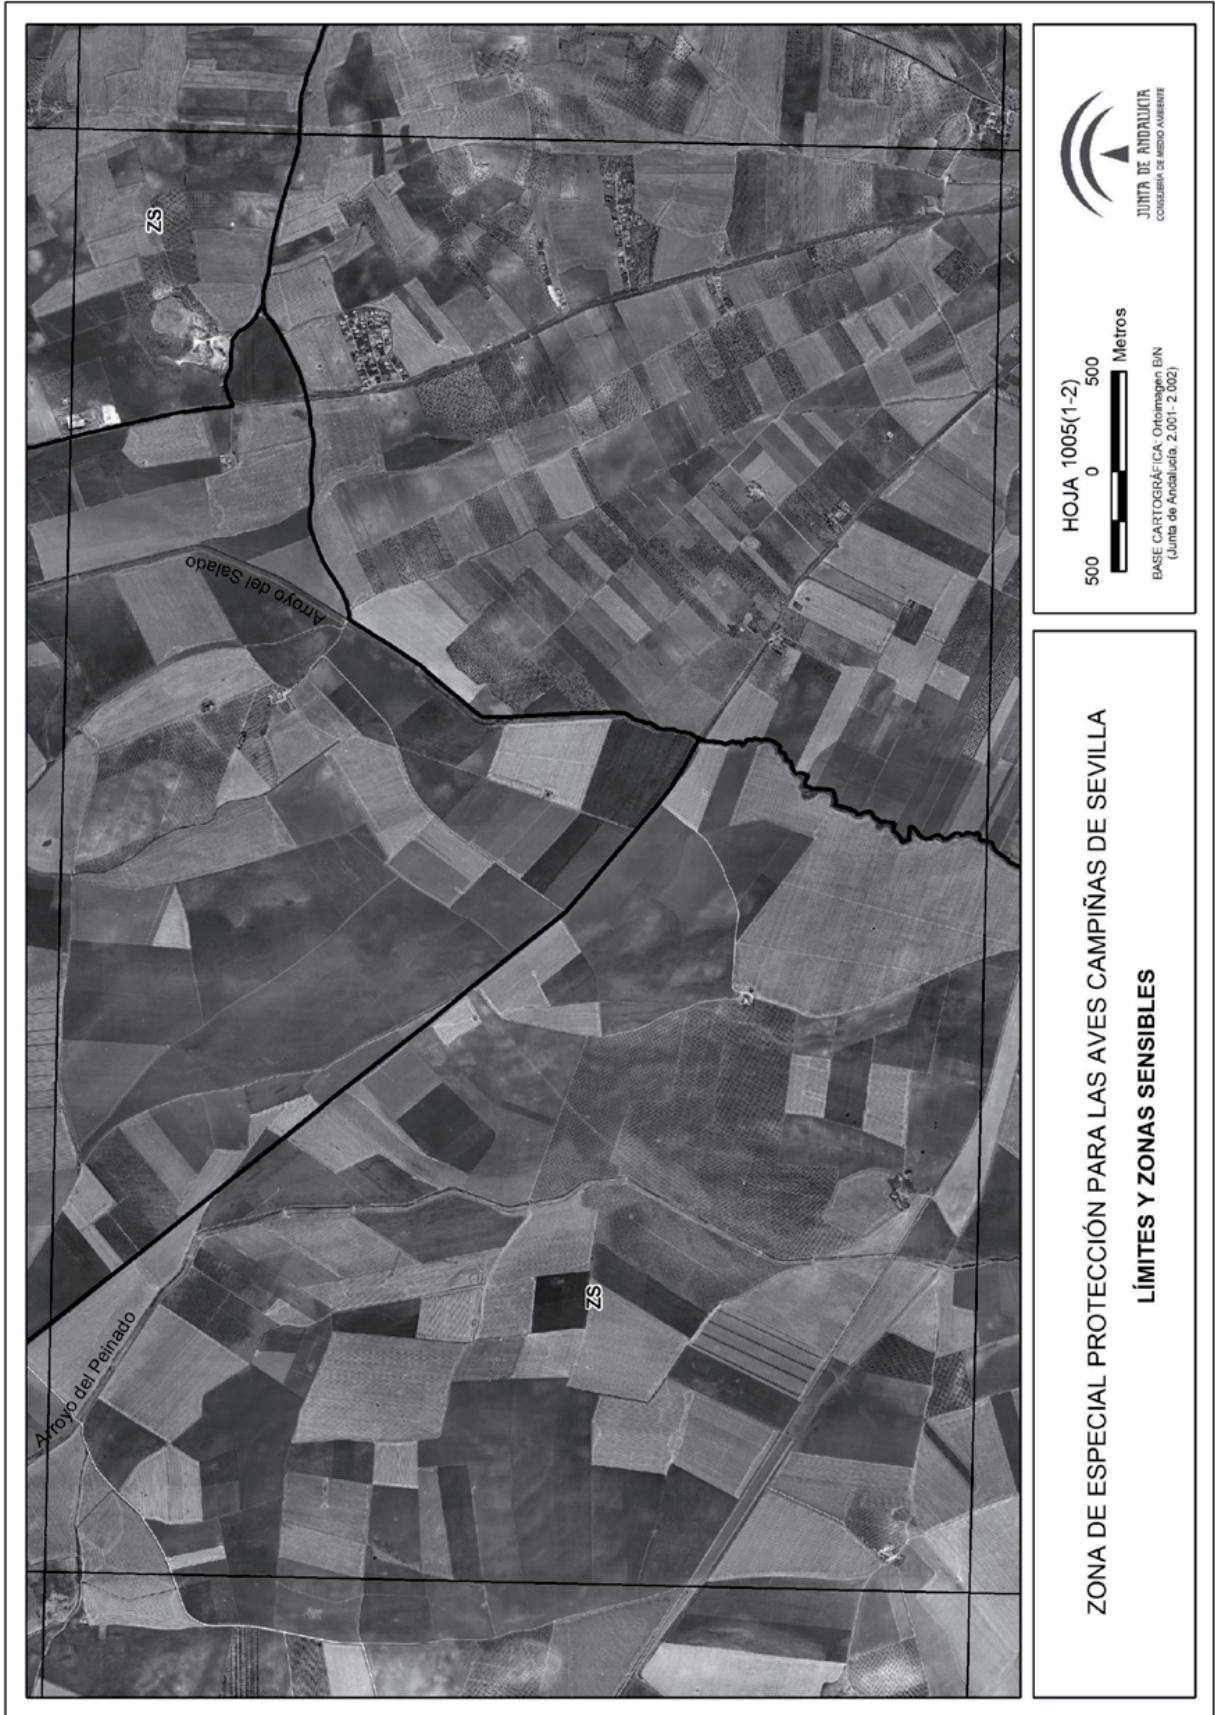 ZS
Arroyo del Salado
ZS
Arroyo del Peinado
ZONA DE ESPECIAL PROTECCIÓN PARA LAS AVES CAMPIÑAS DE SEVILLA
LÍMITES Y ZONAS SENSIBLES
HOJA 1005(1-2)
500 0 500
Metros
BASE CARTOGRÁFICA: Ortoimagen B/N
(Junta de Andalucía, 2.001- 2.002)
JUNTA DE ANDALUCIA
CONSEJERÍA DE MEDIO AMBIENTE